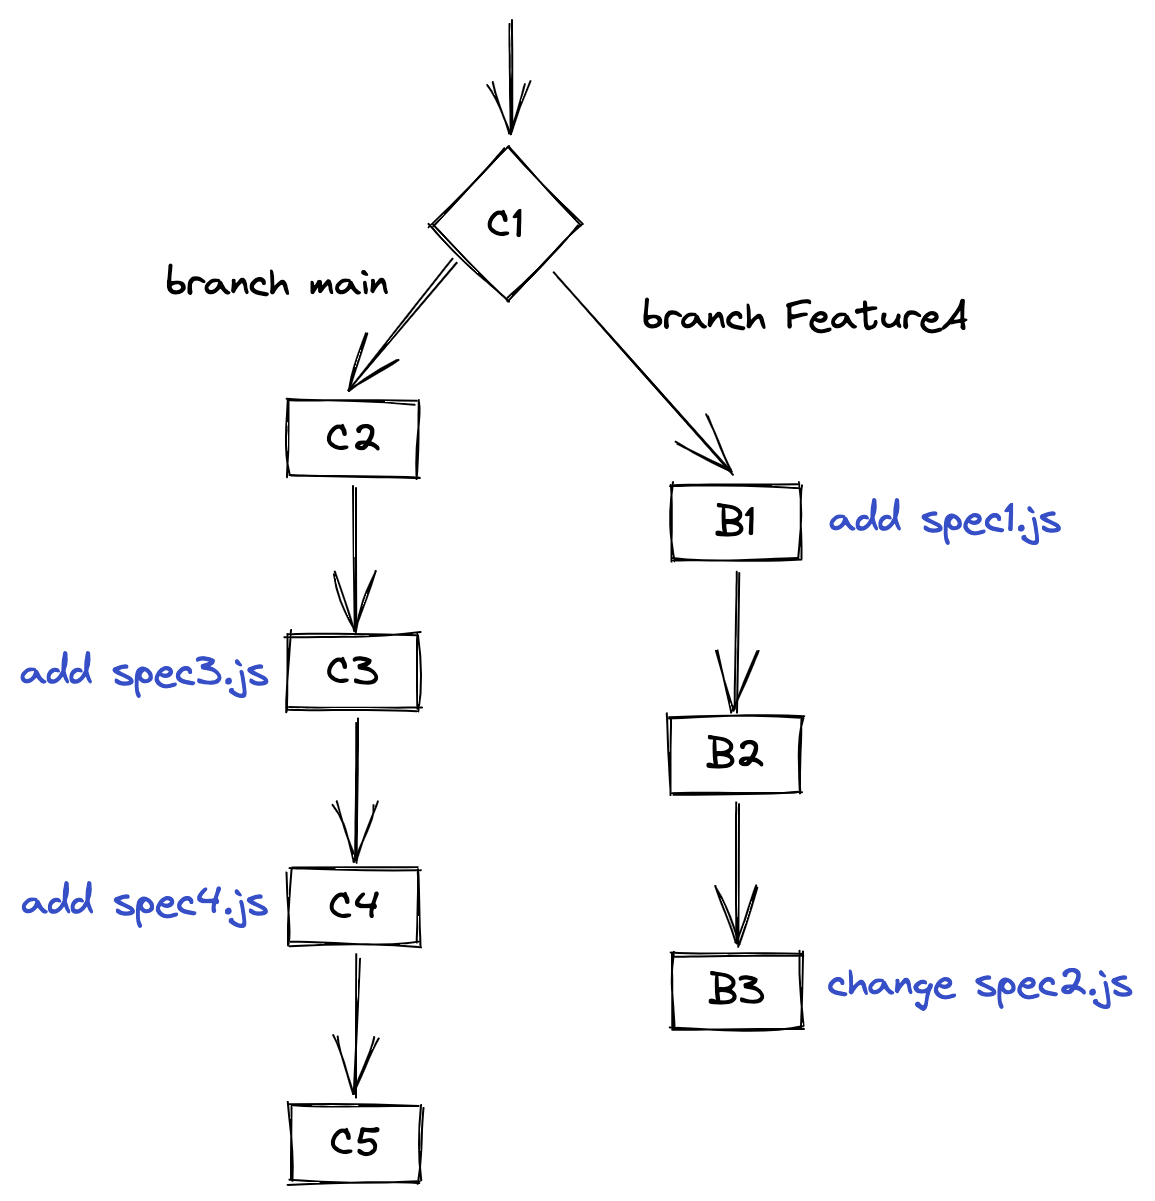 C1
branch main
branch FeatureA
C2
B1
add spec1.js
add spec3.js
C3
B2
add spec4.js
C4
B3
change spec2.js
C5